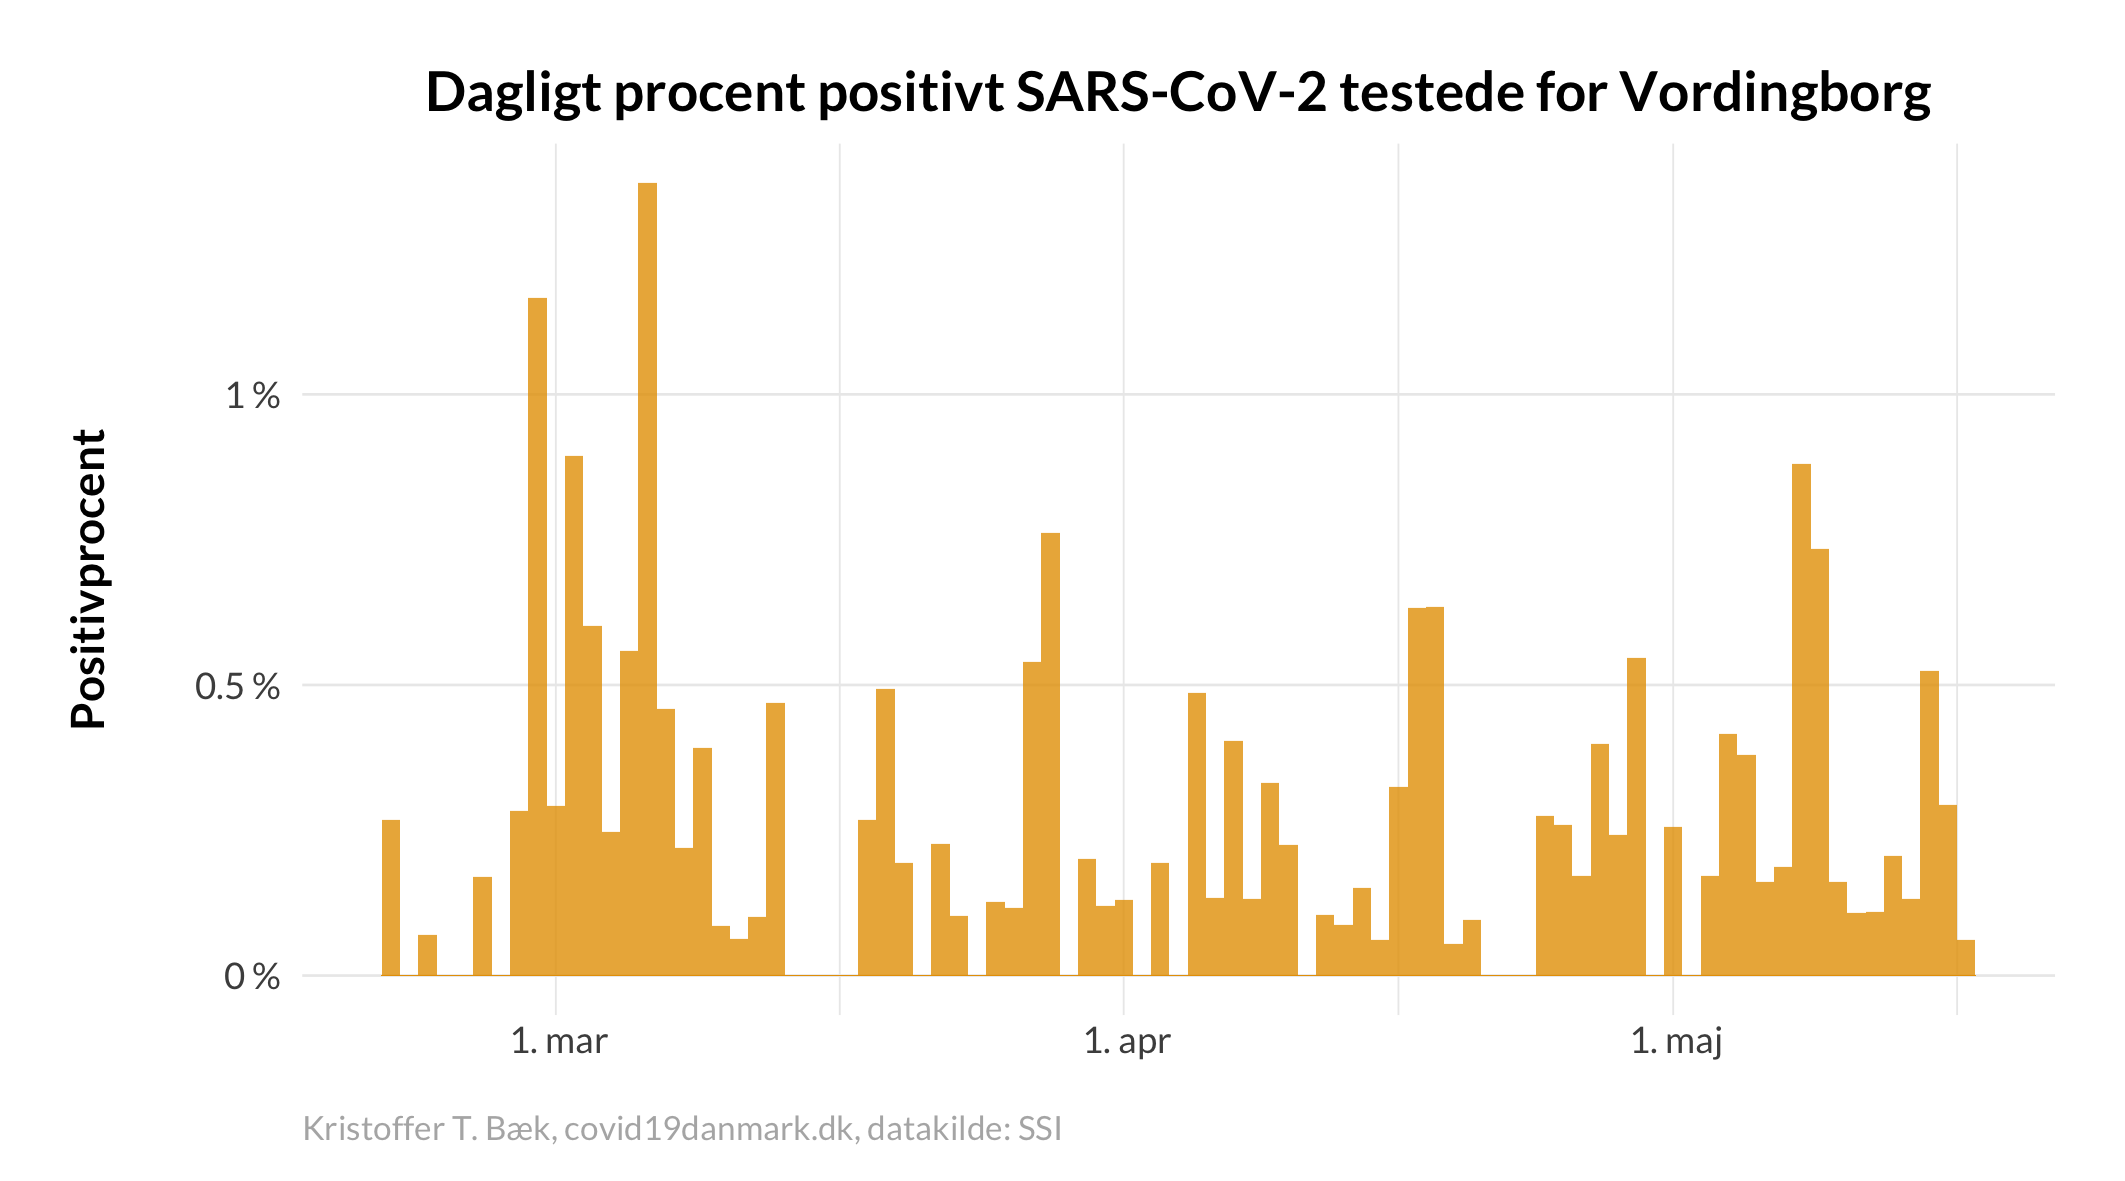 Dagligt procent positivt SARS-CoV-2 testede for Vordingborg
Positivprocent
1 %
0.5 %
0 %
1. mar
1. apr
1. maj
Kristoffer T. Bæk, covid19danmark.dk, datakilde: SSI